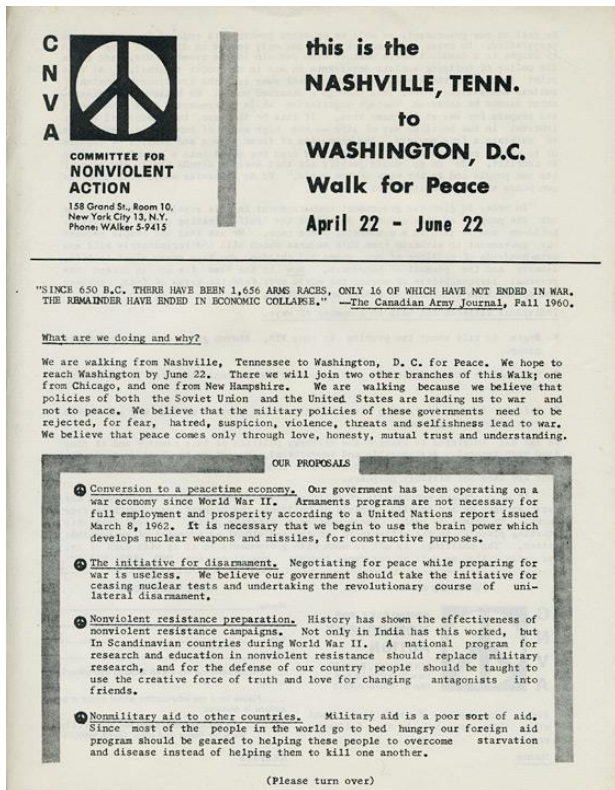 C
N
V
A
COMMITTEE FOR
NONVIOLENT
ACTION
158 Grand St., Room 10,
New York City 13, N.Y.
Phone: WAlker 5-9415
this is the
NASHVILLE, TENN.
to
WASHINGTON, D.C.
Walk for Peace
April 22 - June 22
"SINCE 650 B.C. THERE HAVE BEEN 1,656 ARMS RACES, ONLY 16 OF WHICH HAVE NOT ENDED IN WAR.
THE REMAINDER HAVE ENDED IN ECONOMIC COLLAPSE." —The Canadian Army Journal, Fall 1960.
What are we doing and why?
We are walking from Nashville, Tennessee to Washington, D. C. for Peace. We hope to
reach Washington by June 22. There we will join two other branches of this Walk; one
from Chicago, and one from New Hampshire. We are walking because we believe that
policies of both the Soviet Union and the United States are leading us to war and
not to peace. We believe that the military policies of these governments need to be
rejected, for fear, hatred, suspicion, violence, threats and selfishness lead to war.
We believe that peace comes only through love, honesty, mutual trust and understanding.
OUR PROPOSALS
Conversion to a peacetime economy. Our government has been operating on a
war economy since World War II. Armaments programs are not necessary for
full employment and prosperity according to a United Nations report issued
March 8, 1962. It is necessary that we begin to use the brain power which
develops nuclear weapons and missiles, for constructive purposes.
The initiative for disarmament. Negotiating for peace while preparing for
war is useless. We believe our government should take the initiative for
ceasing nuclear tests and undertaking the revolutionary course of uni-
lateral disarmament.
Nonviolent resistance preparation. History has shown the effectiveness of
nonviolent resistance campaigns. Not only in India has this worked, but
In Scandinavian countries during World War II. A national program for
research and education in nonviolent resistance should replace military
research, and for the defense of our country people should be taught to
use the creative force of truth and love for changing antagonists into
friends.
Nonmilitary aid to other countries. Military aid is a poor sort of aid.
Since most of the people in the world go to bed hungry our foreign aid
program should be geared to helping these people to overcome starvation
and disease instead of helping them to kill one another.
(Please turn over)